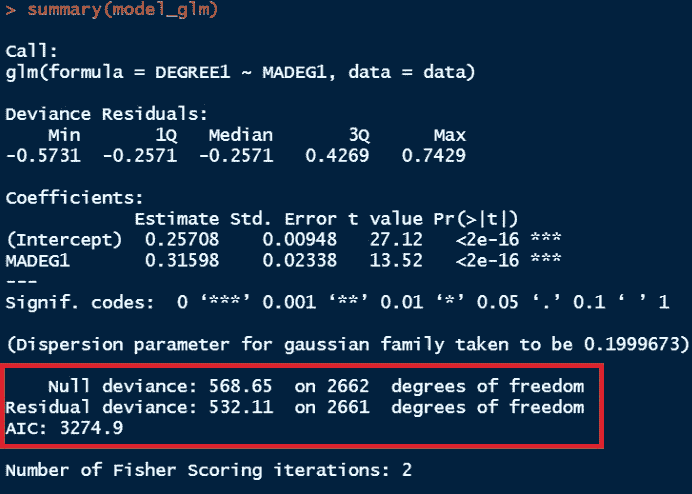 > summary(model_glm)
Call:
glm(formula = DEGREE1 ~ MADEG1, data = data)
Deviance Residuals:
    Min      1Q  Median      3Q     Max
-0.5731 -0.2571 -0.2571  0.4269  0.7429
Coefficients:
            Estimate Std. Error t value Pr(>|t|)
(Intercept)  0.25708    0.00948   27.12   <2e-16 ***
MADEG1       0.31598    0.02338   13.52   <2e-16 ***
---
Signif. codes:  0 ‘***’ 0.001 ‘**’ 0.01 ‘*’ 0.05 ‘.’ 0.1 ‘ ’ 1
(Dispersion parameter for gaussian family taken to be 0.1999673)
    Null deviance: 568.65  on 2662  degrees of freedom
Residual deviance: 532.11  on 2661  degrees of freedom
AIC: 3274.9
Number of Fisher Scoring iterations: 2